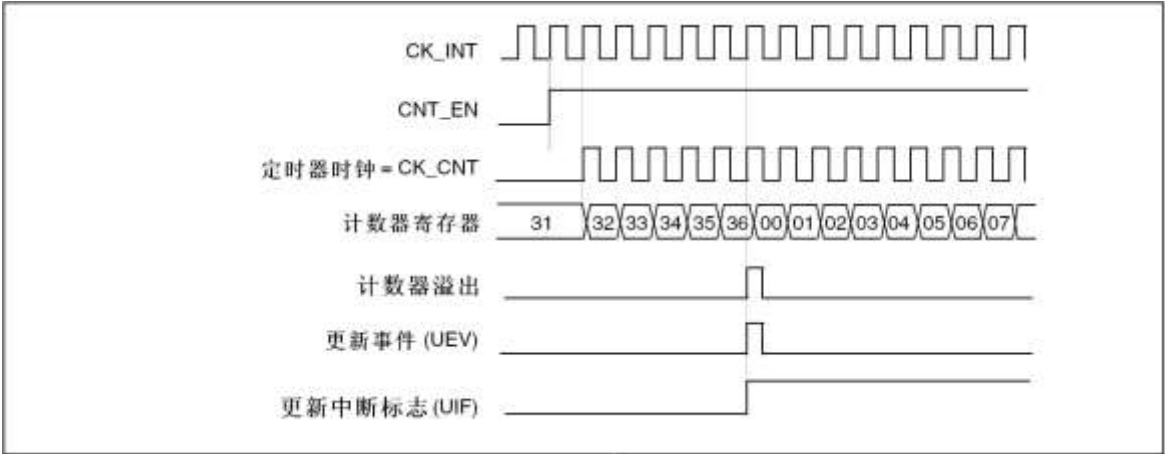 CK_INT
CNT_EN
定时器时钟 = CK_CNT
计数器寄存器 31 32 33 34 35 36 00 01 02 03 04 05 06 07
计数器溢出
更新事件 (UEV)
更新中断标志 (UIF)